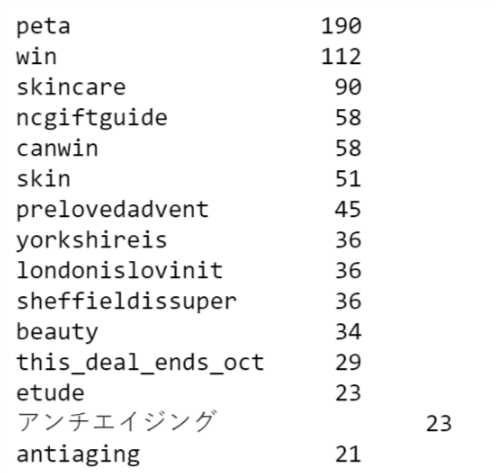 peta 190
win 112
skincare 90
ncgiftguide 58
canwin 58
skin 51
prelovedadvent 45
yorkshireis 36
londonislovinit 36
sheffieldissuper 36
beauty 34
this_deal_ends_oct 29
etude 23
アンチエイジング 23
antiaging 21